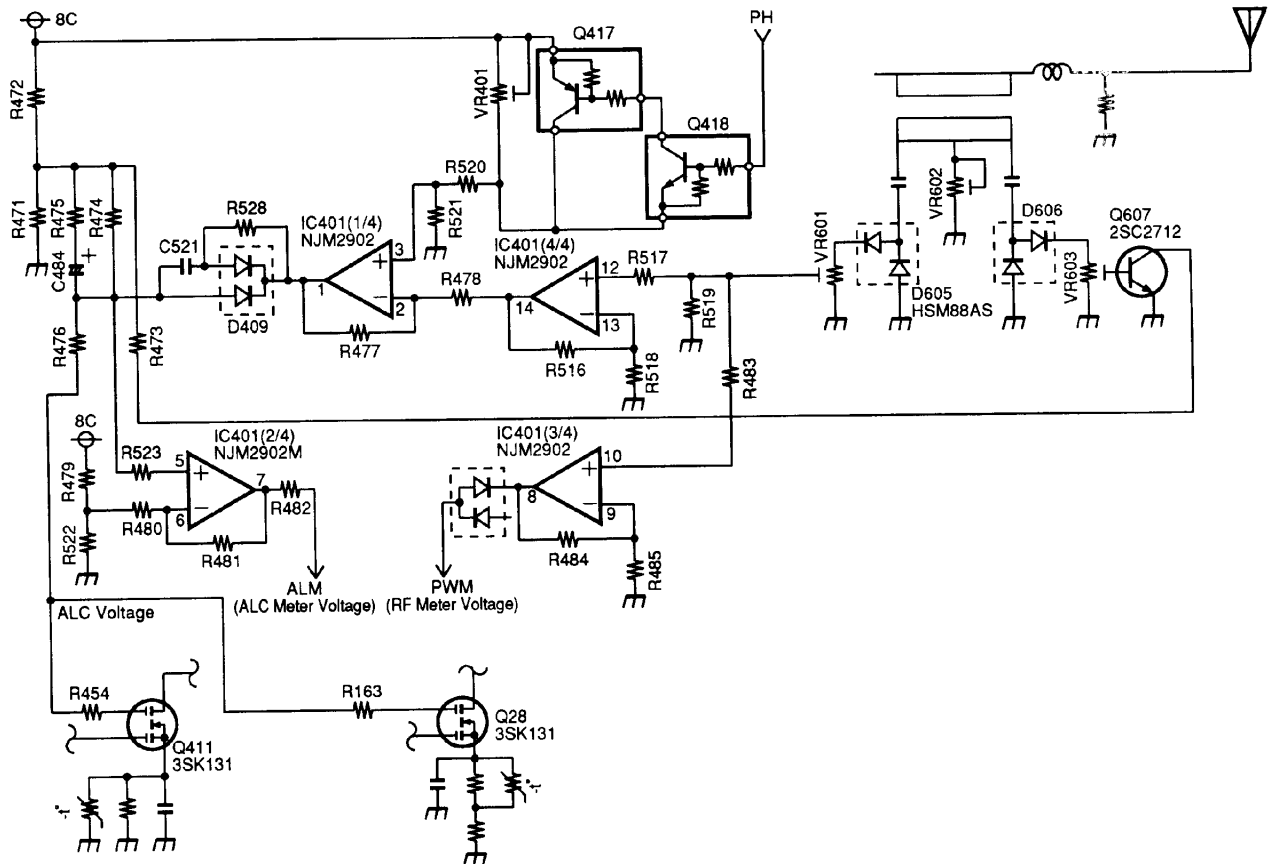 8C
Q417
PH
R472
VR401
Q418
R520
R471
R475
R474
R528
R521
IC401(1/4)
NJM2902
IC401(4/4)
NJM2902
C521
C484
+
3
+
1
−
2
D409
R478
12
+
14
−
13
R517
R519
VR601
VR602
D606
Q607
2SC2712
D605
HSM88AS
VR603
R476
R473
R477
R516
R518
R483
8C
R479
R523
IC401(2/4)
NJM2902M
5
+
7
−
6
R482
R480
R522
R481
IC401(3/4)
NJM2902
10
+
8
−
9
R484
R485
ALM
(ALC Meter Voltage)
PWM
(RF Meter Voltage)
ALC Voltage
R454
Q411
3SK131
R163
Q28
3SK131